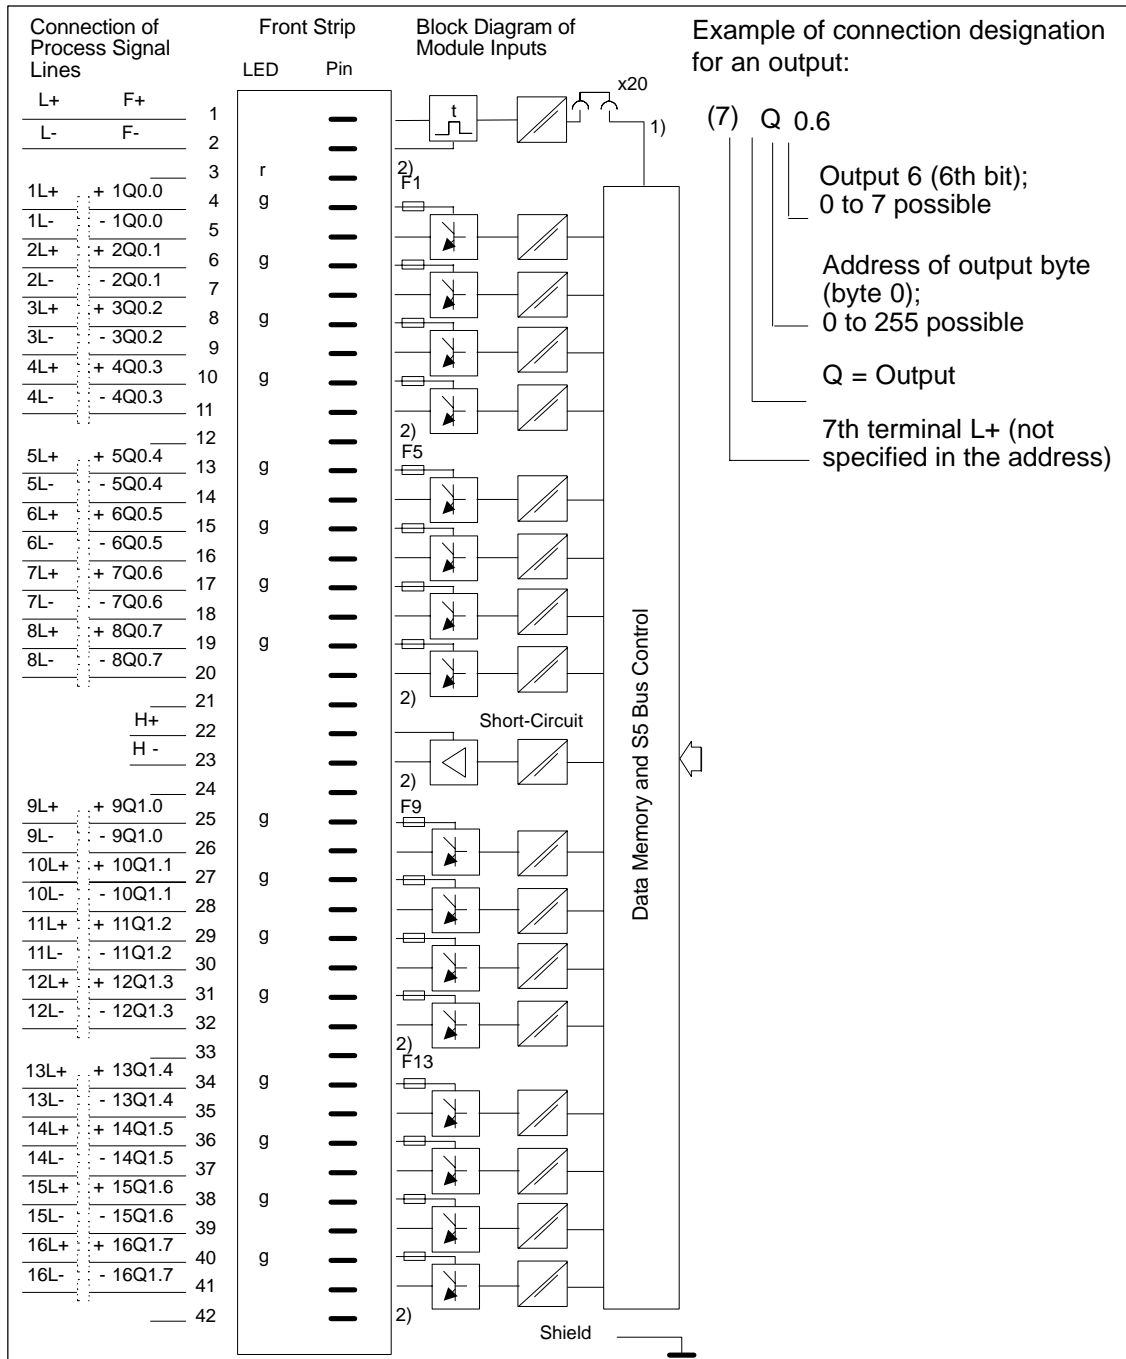 Connection of
Process Signal
Lines
Front Strip
LED Pin
Block Diagram of
Module Inputs
Example of connection designation
for an output:
L+ F+ 1
L- F- 2
t
x20
1)
3 r 2)
F1
1L+ + 1Q0.0 4 g
1L- - 1Q0.0 5
2L+ + 2Q0.1 6 g
2L- - 2Q0.1 7
3L+ + 3Q0.2 8 g
3L- - 3Q0.2 9
4L+ + 4Q0.3 10 g
4L- - 4Q0.3 11
12 2)
F5
5L+ + 5Q0.4 13 g
5L- - 5Q0.4 14
6L+ + 6Q0.5 15 g
6L- - 6Q0.5 16
7L+ + 7Q0.6 17 g
7L- - 7Q0.6 18
8L+ + 8Q0.7 19 g
8L- - 8Q0.7 20
21 2)
H+ 22
H - 23
Short-Circuit
24 2)
F9
9L+ + 9Q1.0 25 g
9L- - 9Q1.0 26
10L+ + 10Q1.1 27 g
10L- - 10Q1.1 28
11L+ + 11Q1.2 29 g
11L- - 11Q1.2 30
12L+ + 12Q1.3 31 g
12L- - 12Q1.3 32
33 2)
F13
13L+ + 13Q1.4 34 g
13L- - 13Q1.4 35
14L+ + 14Q1.5 36 g
14L- - 14Q1.5 37
15L+ + 15Q1.6 38 g
15L- - 15Q1.6 39
16L+ + 16Q1.7 40 g
16L- - 16Q1.7 41
42 2)
Shield
Data Memory and S5 Bus Control
(7) Q 0.6
Output 6 (6th bit);
0 to 7 possible
Address of output byte
(byte 0);
0 to 255 possible
Q = Output
7th terminal L+ (not
specified in the address)